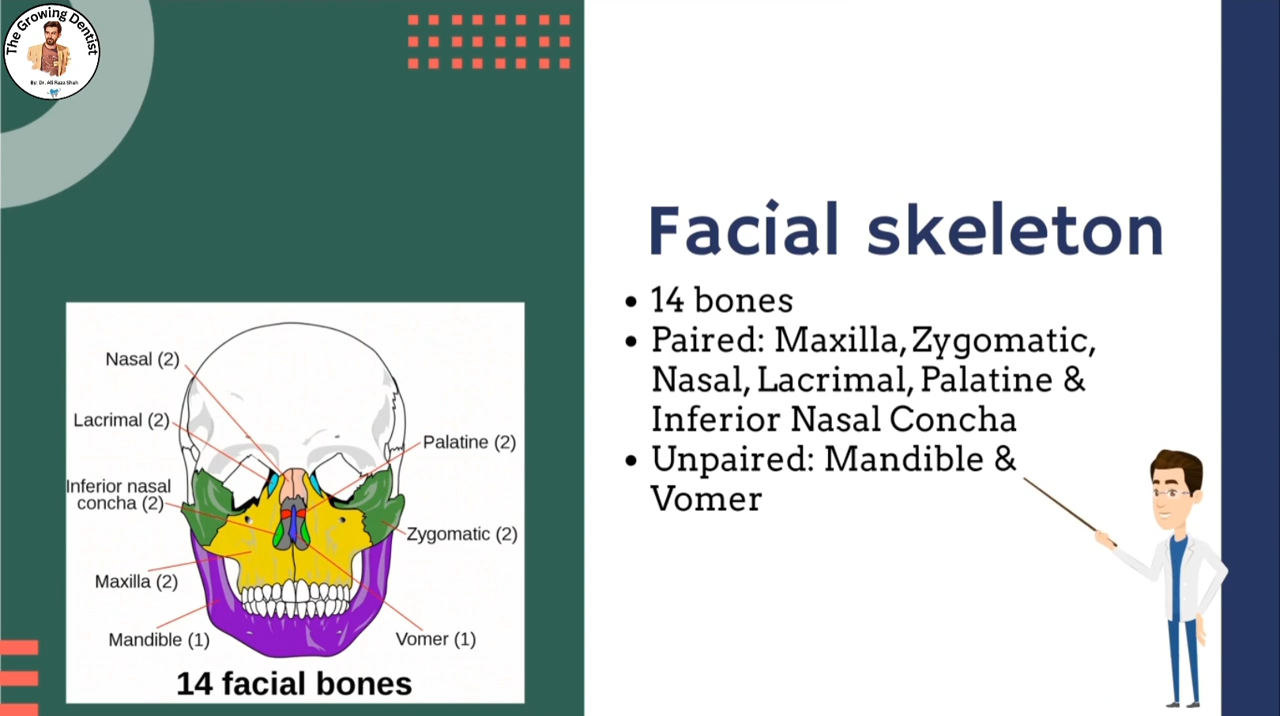 The Growing Dentist
By: Dr. Ali Raza Shah
Facial skeleton
• 14 bones
• Paired: Maxilla, Zygomatic,
Nasal, Lacrimal, Palatine &
Inferior Nasal Concha
• Unpaired: Mandible &
Vomer
Nasal (2)
Lacrimal (2)
Palatine (2)
Inferior nasal
concha (2)
Zygomatic (2)
Maxilla (2)
Mandible (1)
Vomer (1)
14 facial bones